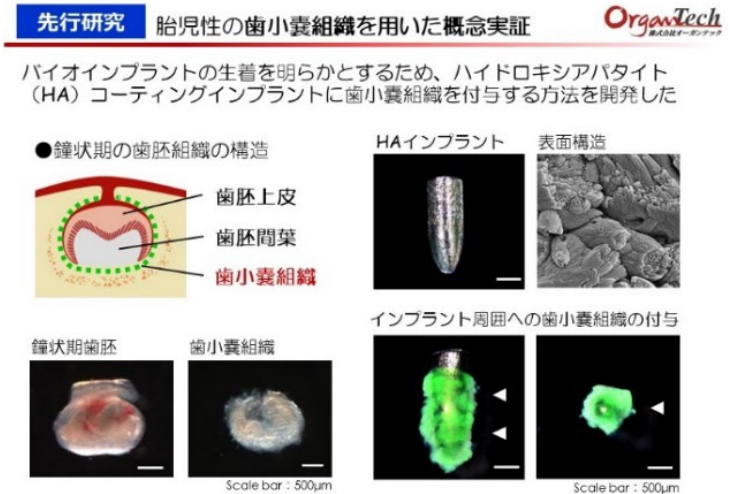 先行研究
胎児性の歯小嚢組織を用いた概念実証
OrganTech
株式会社オーガンテック
バイオインプラントの生着を明らかとするため、ハイドロキシアパタイト
（HA）コーティングインプラントに歯小嚢組織を付与する方法を開発した
●鐘状期の歯胚組織の構造
歯胚上皮
歯胚間葉
歯小嚢組織
HAインプラント
表面構造
鐘状期歯胚
歯小嚢組織
Scale bar：500μm
インプラント周囲への歯小嚢組織の付与
Scale bar：500μm